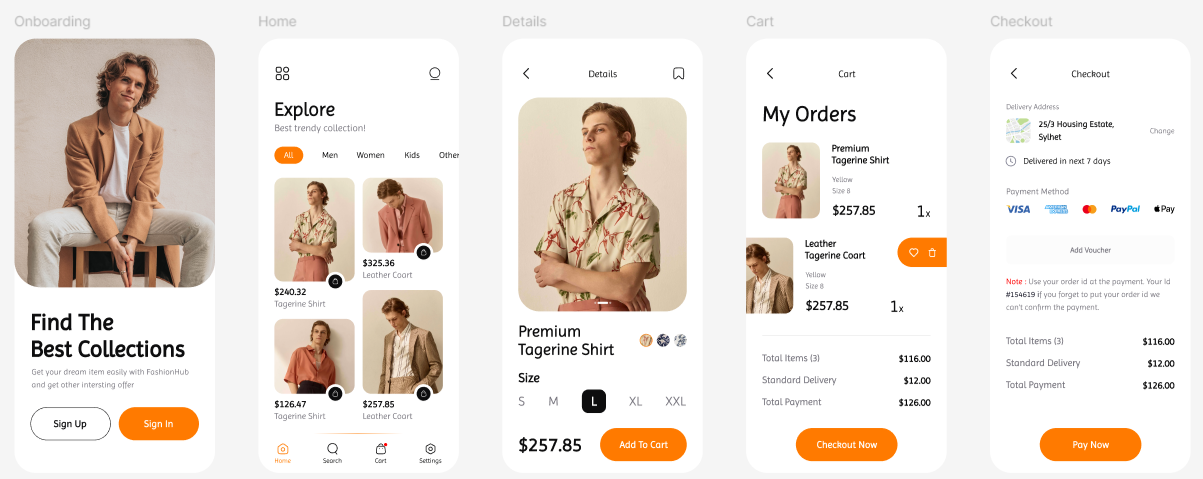 Onboarding
Find The
Best Collections
Get your dream item easily with FashionHub
and get other intersting offer
Sign Up
Sign In
Home
Explore
Best trendy collection!
All
Men
Women
Kids
Other
$240.32
Tagerine Shirt
$325.36
Leather Coart
$126.47
Tagerine Shirt
$257.85
Leather Coart
Home
Search
Cart
Settings
Details
Details
Premium
Tagerine Shirt
Size
S
M
L
XL
XXL
$257.85
Add To Cart
Cart
Cart
My Orders
Premium
Tagerine Shirt
Yellow
Size 8
$257.85
1x
Leather
Tagerine Coart
Yellow
Size 8
$257.85
1x
Total Items (3)
$116.00
Standard Delivery
$12.00
Total Payment
$126.00
Checkout Now
Checkout
Checkout
Delivery Address
25/3 Housing Estate,
Sylhet
Change
Delivered in next 7 days
Payment Method
VISA
AMERICAN EXPRESS
PayPal
Pay
Add Voucher
Note : Use your order id at the payment. Your Id
#154619 if you forget to put your order id we
can't confirm the payment.
Total Items (3)
$116.00
Standard Delivery
$12.00
Total Payment
$126.00
Pay Now